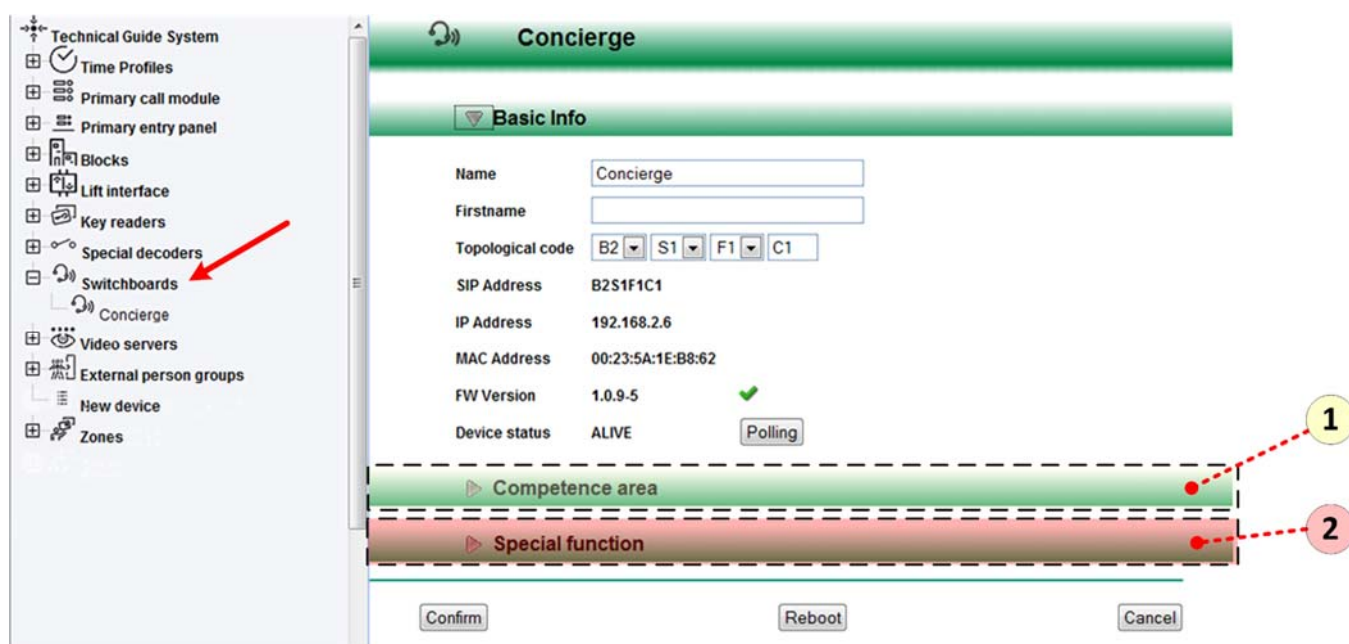 Technical Guide System
Time Profiles
Primary call module
Primary entry panel
Blocks
Lift interface
Key readers
Special decoders
Switchboards
Concierge
Video servers
External person groups
New device
Zones
Concierge
Basic Info
Name Concierge
Firstname
Topological code B2 S1 F1 C1
SIP Address B2S1F1C1
IP Address 192.168.2.6
MAC Address 00:23:5A:1E:B8:62
FW Version 1.0.9-5
Device status ALIVE Polling
Competence area
1
Special function
2
Confirm Reboot Cancel